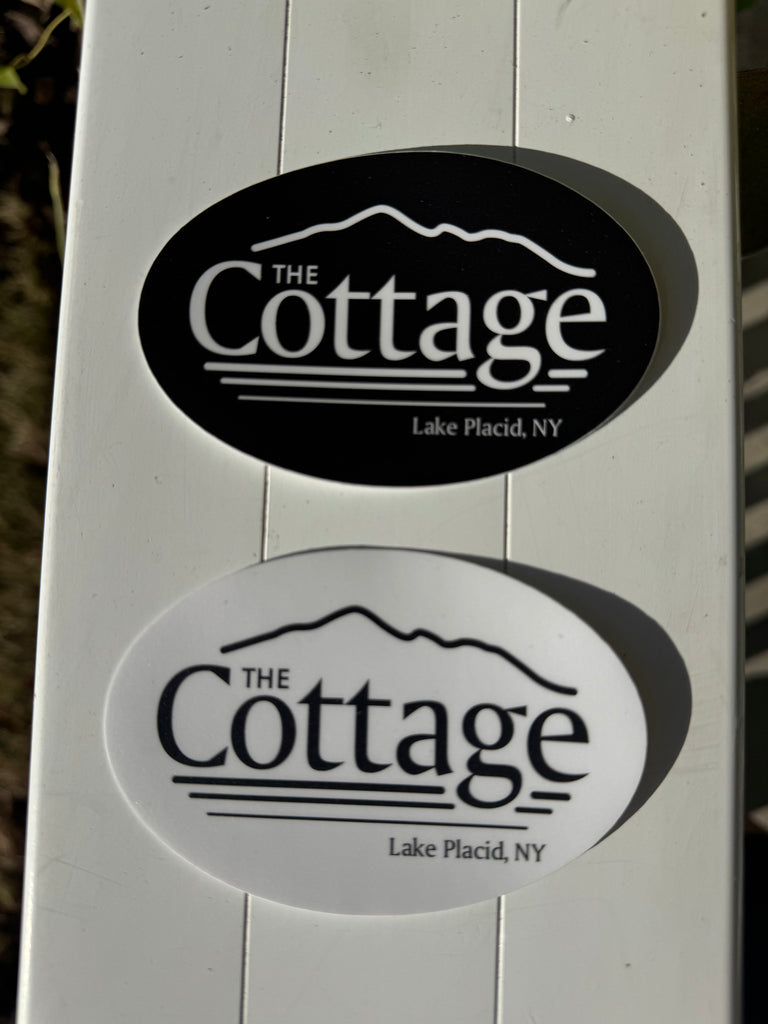 THE
Cottage
Lake Placid, NY
THE
Cottage
Lake Placid, NY